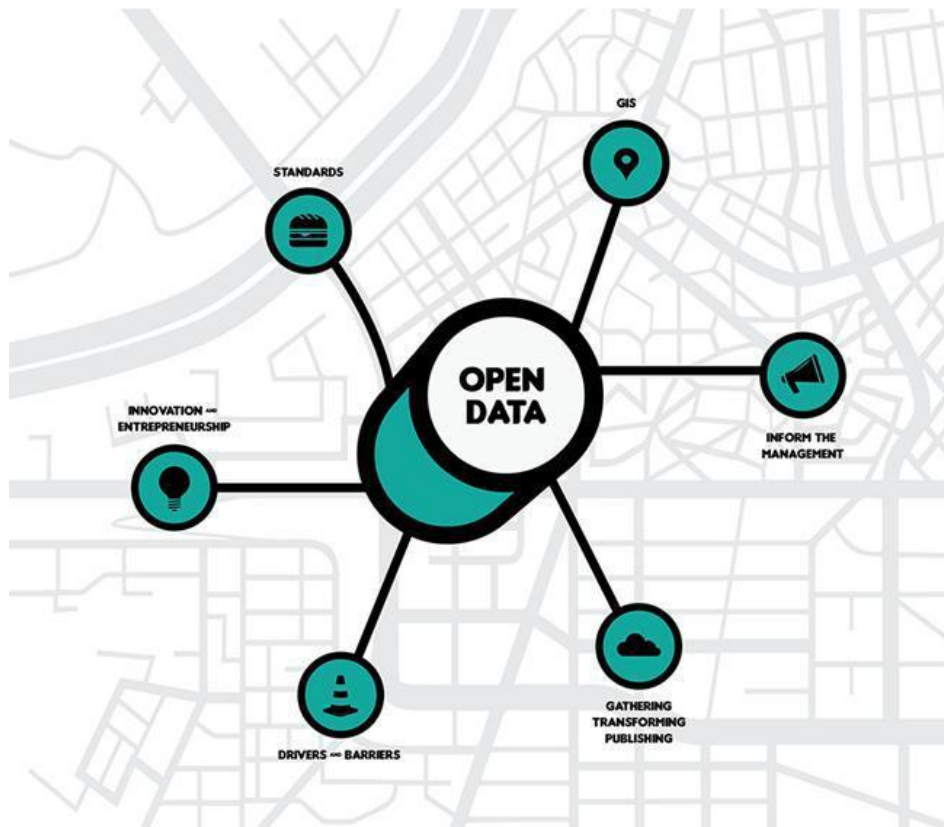 GIS
STANDARDS
OPEN
DATA
INNOVATION AND
ENTREPRENEURSHIP
INFORM THE
MANAGEMENT
GATHERING
TRANSFORMING
PUBLISHING
DRIVERS AND BARRIERS